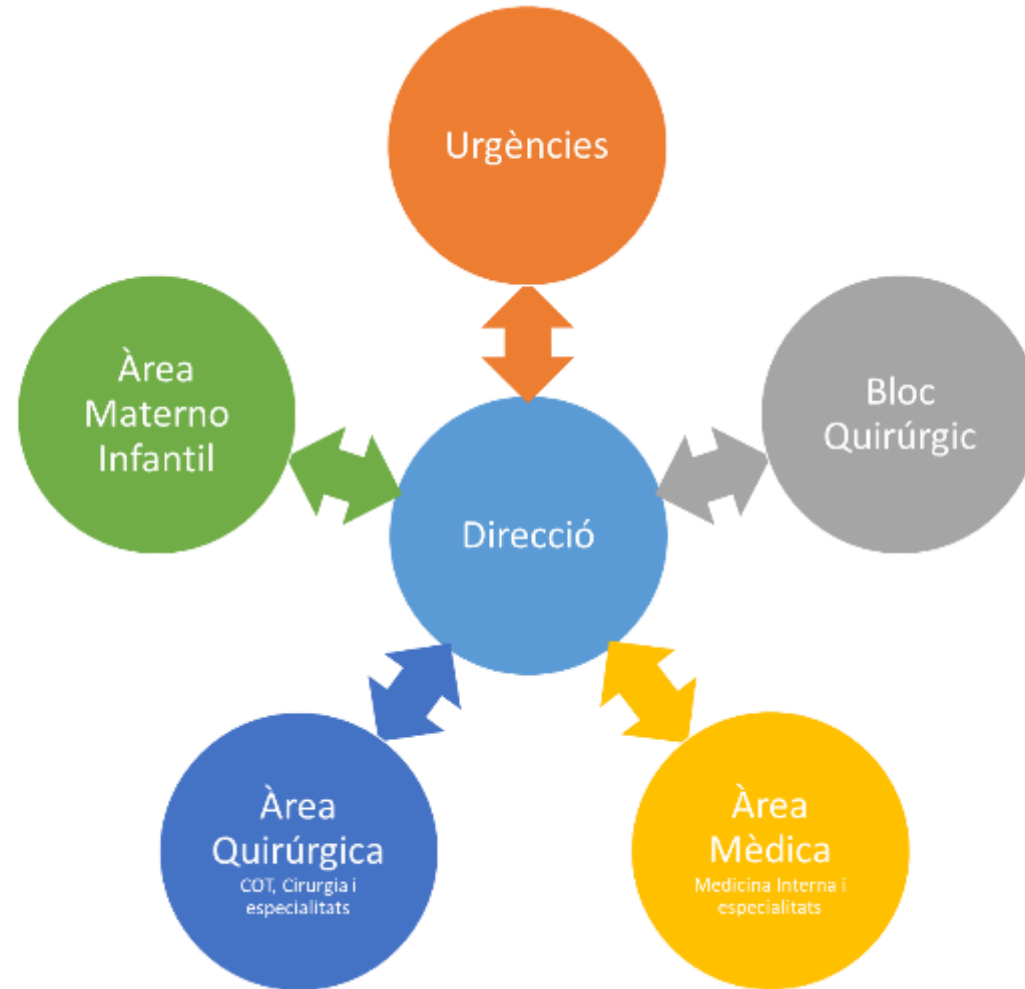 Urgències
Àrea
Materno
Infantil
Bloc
Quirúrgic
Direcció
Àrea
Quirúrgica
COT, Cirurgia i
especialitats
Àrea
Mèdica
Medicina Interna i
especialitats